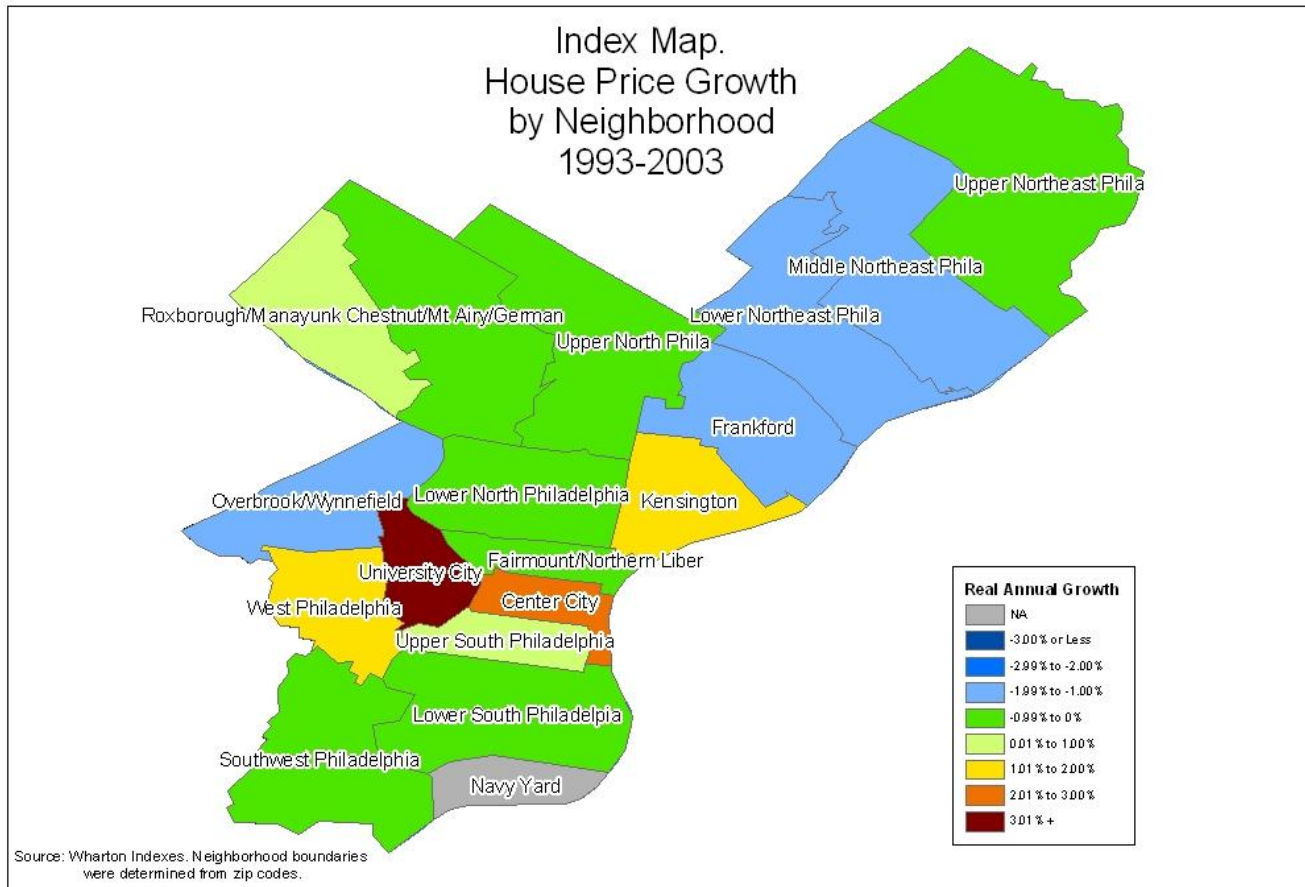 Index Map.
House Price Growth
by Neighborhood
1993-2003
Upper Northeast Phila
Middle Northeast Phila
Lower Northeast Phila
Roxborough/Manayunk Chestnut/Mt Airy/German
Upper North Phila
Frankford
Overbrook/Wynnefield
Lower North Philadelphia
Kensington
Fairmount/Northern Liber
University City
Center City
West Philadelphia
Upper South Philadelphia
Lower South Philadelpia
Southwest Philadelphia
Navy Yard
Real Annual Growth
NA
-3.00% or Less
-2.99% to -2.00%
-1.99% to -1.00%
-0.99% to 0%
0.01% to 1.00%
1.01% to 2.00%
2.01% to 3.00%
3.01% +
Source: Wharton Indexes. Neighborhood boundaries
were determined from zip codes.